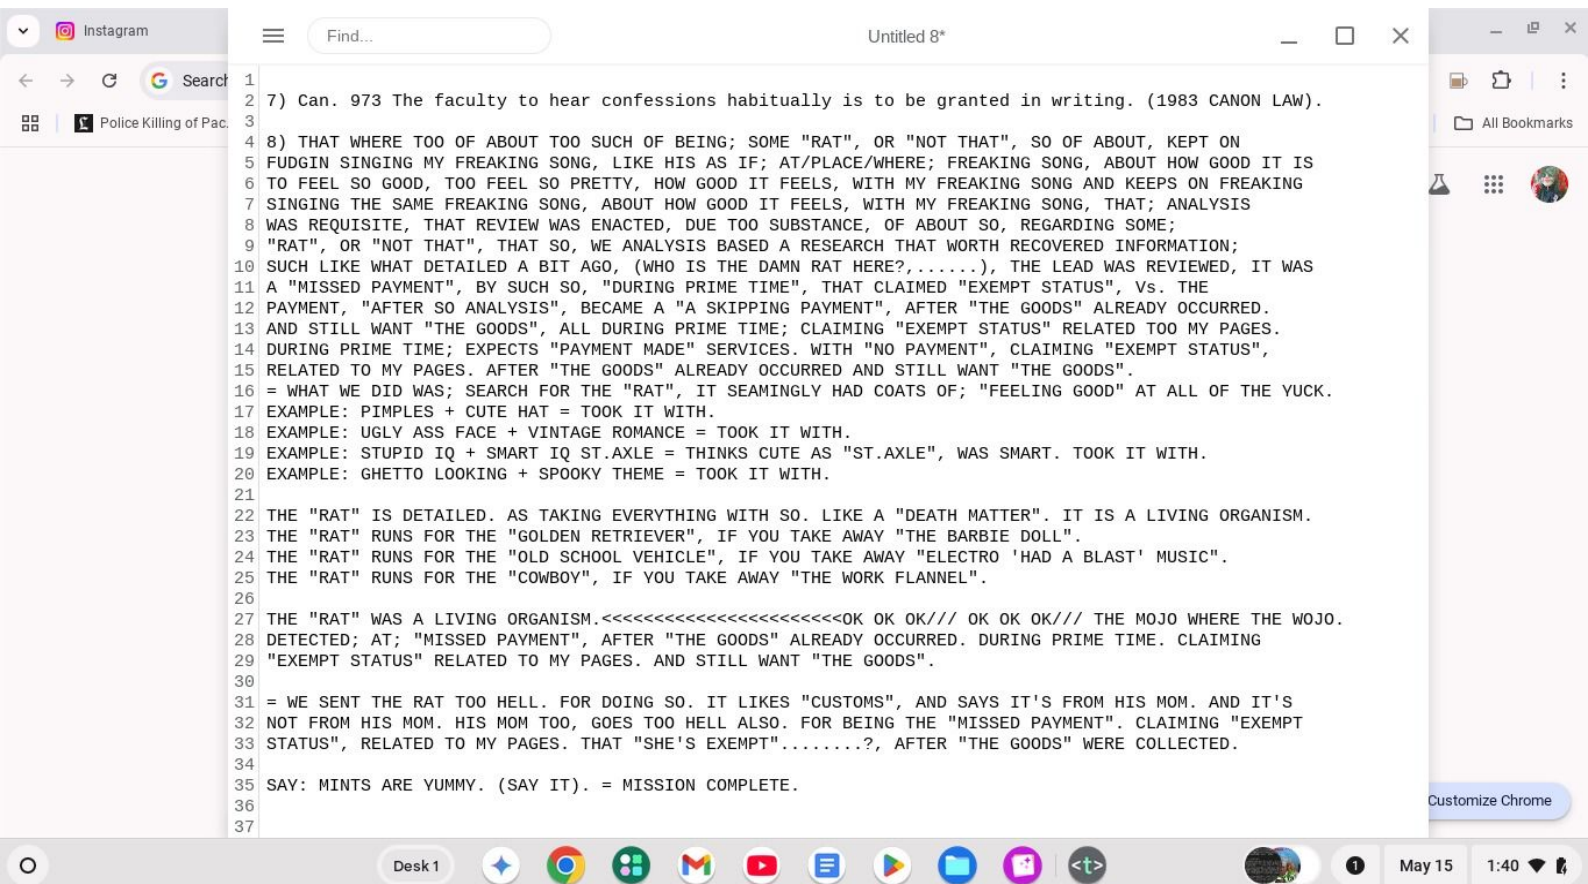 Instagram
Find...
Untitled 8*
Search
Police Killing of Pac...
All Bookmarks
1
2 7) Can. 973 The faculty to hear confessions habitually is to be granted in writing. (1983 CANON LAW).
3
4 8) THAT WHERE TOO OF ABOUT TOO SUCH OF BEING; SOME "RAT", OR "NOT THAT", SO OF ABOUT, KEPT ON
5 FUDGIN SINGING MY FREAKING SONG, LIKE HIS AS IF; AT/PLACE/WHERE; FREAKING SONG, ABOUT HOW GOOD IT IS
6 TO FEEL SO GOOD, TOO FEEL SO PRETTY, HOW GOOD IT FEELS, WITH MY FREAKING SONG AND KEEPS ON FREAKING
7 SINGING THE SAME FREAKING SONG, ABOUT HOW GOOD IT FEELS, WITH MY FREAKING SONG, THAT; ANALYSIS
8 WAS REQUISITE, THAT REVIEW WAS ENACTED, DUE TOO SUBSTANCE, OF ABOUT SO, REGARDING SOME;
9 "RAT", OR "NOT THAT", THAT SO, WE ANALYSIS BASED A RESEARCH THAT WORTH RECOVERED INFORMATION;
10 SUCH LIKE WHAT DETAILED A BIT AGO, (WHO IS THE DAMN RAT HERE?,......), THE LEAD WAS REVIEWED, IT WAS
11 A "MISSED PAYMENT", BY SUCH SO, "DURING PRIME TIME", THAT CLAIMED "EXEMPT STATUS", Vs. THE
12 PAYMENT, "AFTER SO ANALYSIS", BECAME A "A SKIPPING PAYMENT", AFTER "THE GOODS" ALREADY OCCURRED.
13 AND STILL WANT "THE GOODS", ALL DURING PRIME TIME; CLAIMING "EXEMPT STATUS" RELATED TOO MY PAGES.
14 DURING PRIME TIME; EXPECTS "PAYMENT MADE" SERVICES. WITH "NO PAYMENT", CLAIMING "EXEMPT STATUS",
15 RELATED TO MY PAGES. AFTER "THE GOODS" ALREADY OCCURRED AND STILL WANT "THE GOODS".
16 = WHAT WE DID WAS; SEARCH FOR THE "RAT", IT SEAMINGLY HAD COATS OF; "FEELING GOOD" AT ALL OF THE YUCK.
17 EXAMPLE: PIMPLES + CUTE HAT = TOOK IT WITH.
18 EXAMPLE: UGLY ASS FACE + VINTAGE ROMANCE = TOOK IT WITH.
19 EXAMPLE: STUPID IQ + SMART IQ ST.AXLE = THINKS CUTE AS "ST.AXLE", WAS SMART. TOOK IT WITH.
20 EXAMPLE: GHETTO LOOKING + SPOOKY THEME = TOOK IT WITH.
21
22 THE "RAT" IS DETAILED. AS TAKING EVERYTHING WITH SO. LIKE A "DEATH MATTER". IT IS A LIVING ORGANISM.
23 THE "RAT" RUNS FOR THE "GOLDEN RETRIEVER", IF YOU TAKE AWAY "THE BARBIE DOLL".
24 THE "RAT" RUNS FOR THE "OLD SCHOOL VEHICLE", IF YOU TAKE AWAY "ELECTRO 'HAD A BLAST' MUSIC".
25 THE "RAT" RUNS FOR THE "COWBOY", IF YOU TAKE AWAY "THE WORK FLANNEL".
26
27 THE "RAT" WAS A LIVING ORGANISM.<<<<<<<<<<<<<<<<<<<<<<<OK OK OK/// OK OK OK/// THE MOJO WHERE THE WOJO.
28 DETECTED; AT; "MISSED PAYMENT", AFTER "THE GOODS" ALREADY OCCURRED. DURING PRIME TIME. CLAIMING
29 "EXEMPT STATUS" RELATED TO MY PAGES. AND STILL WANT "THE GOODS".
30
31 = WE SENT THE RAT TOO HELL. FOR DOING SO. IT LIKES "CUSTOMS", AND SAYS IT'S FROM HIS MOM. AND IT'S
32 NOT FROM HIS MOM. HIS MOM TOO, GOES TOO HELL ALSO. FOR BEING THE "MISSED PAYMENT". CLAIMING "EXEMPT
33 STATUS", RELATED TO MY PAGES. THAT "SHE'S EXEMPT"........?, AFTER "THE GOODS" WERE COLLECTED.
34
35 SAY: MINTS ARE YUMMY. (SAY IT). = MISSION COMPLETE.
36
37
Customize Chrome
Desk 1
<t>
1
May 15
1:40